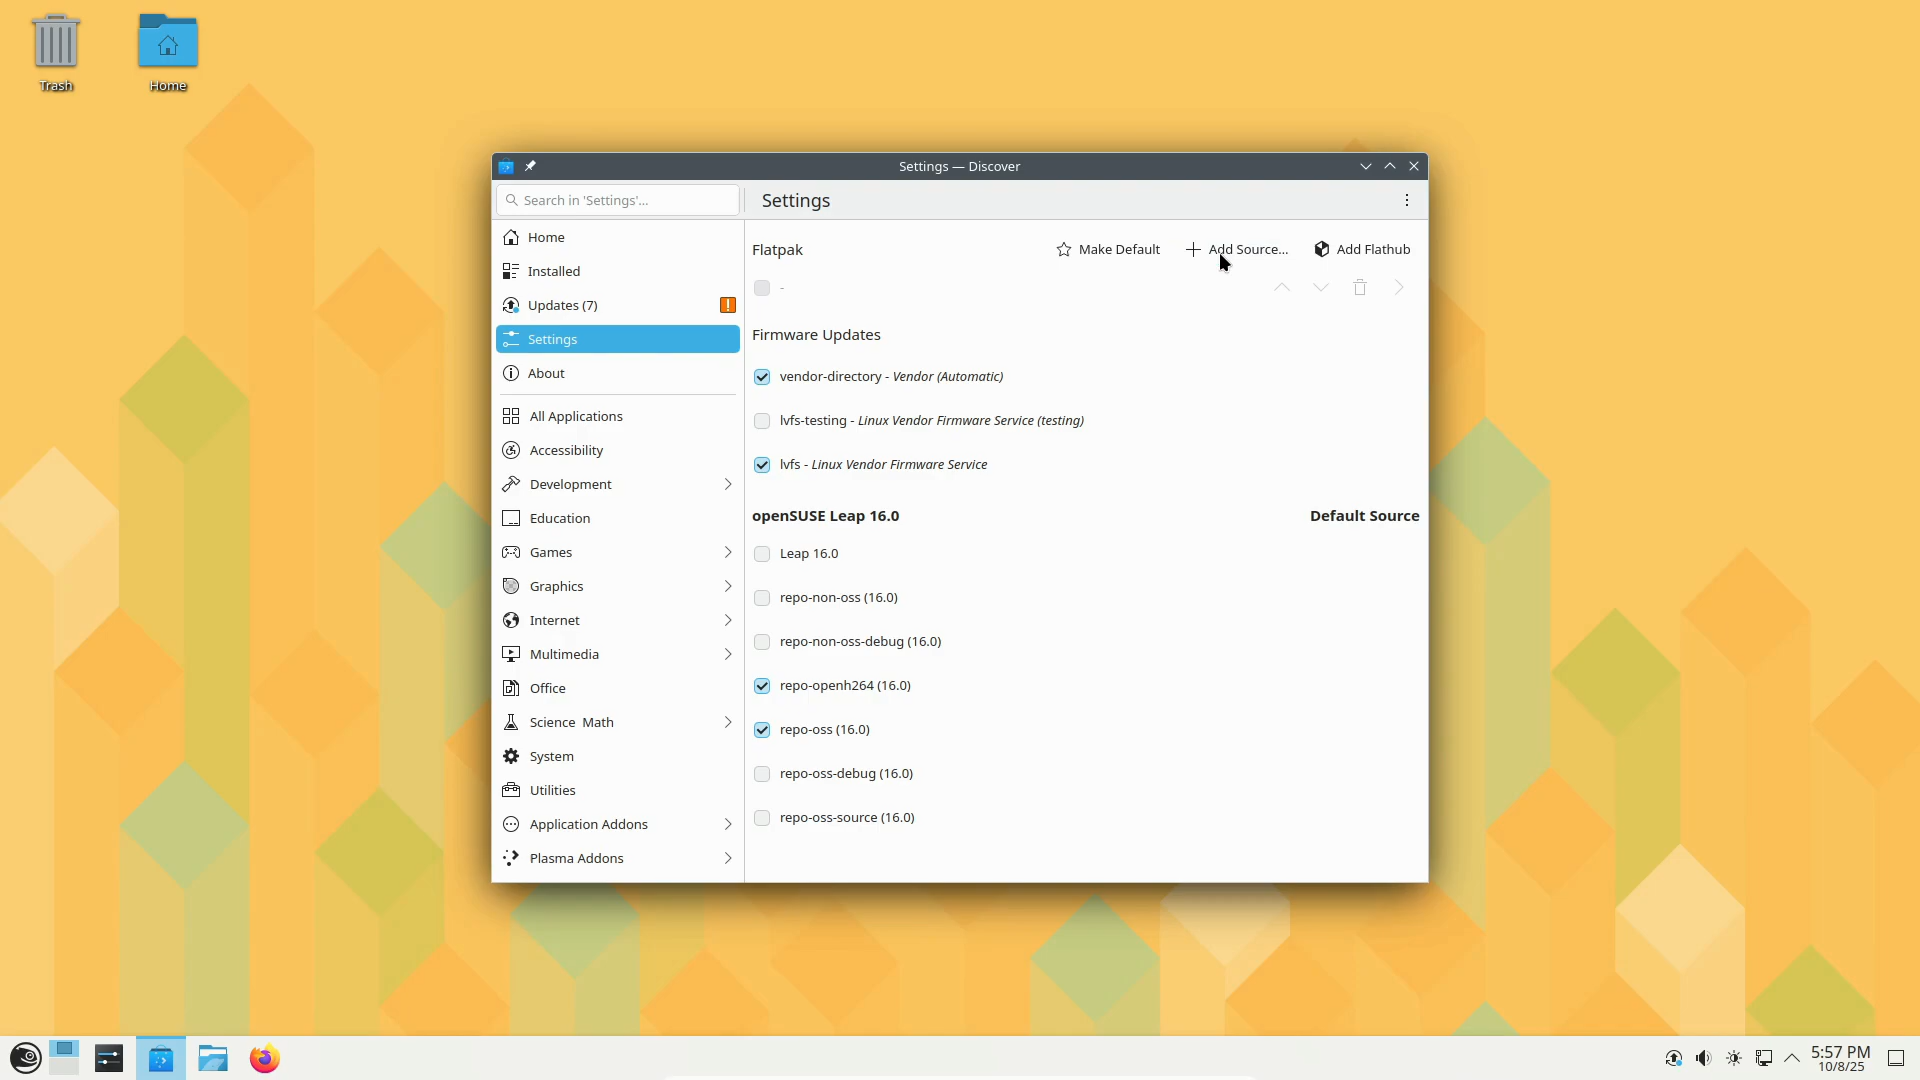 Trash
Home
Settings — Discover
Search in 'Settings'...
Settings
Home
Installed
Updates (7)
Settings
About
All Applications
Accessibility
Development
Education
Games
Graphics
Internet
Multimedia
Office
Science Math
System
Utilities
Application Addons
Plasma Addons
Flatpak
Make Default
Add Source...
Add Flathub
-
Firmware Updates
vendor-directory - Vendor (Automatic)
lvfs-testing - Linux Vendor Firmware Service (testing)
lvfs - Linux Vendor Firmware Service
openSUSE Leap 16.0
Default Source
Leap 16.0
repo-non-oss (16.0)
repo-non-oss-debug (16.0)
repo-openh264 (16.0)
repo-oss (16.0)
repo-oss-debug (16.0)
repo-oss-source (16.0)
5:57 PM
10/8/25